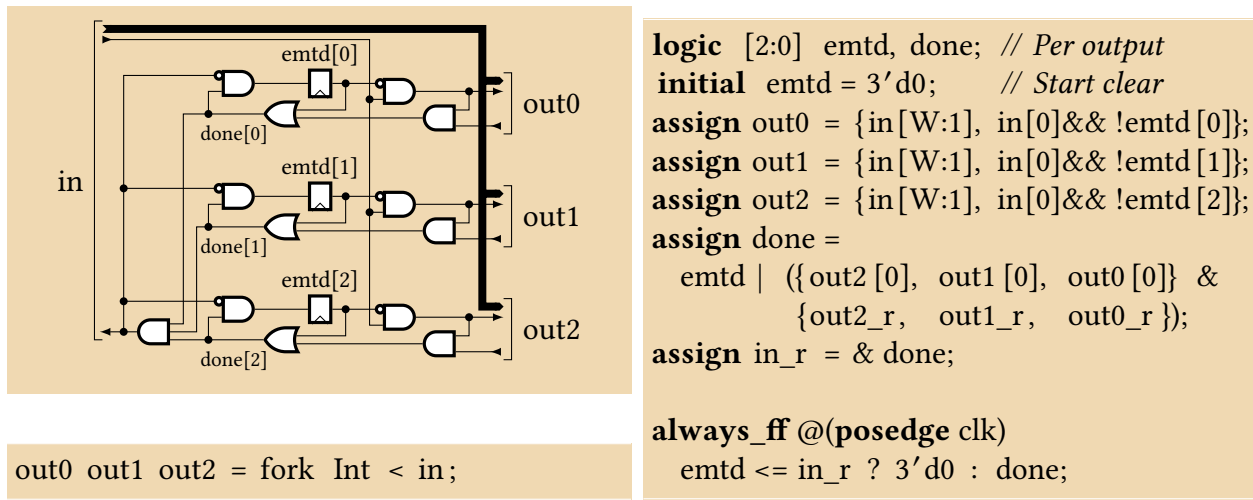 in
emtd[0]
done[0]
out0
emtd[1]
done[1]
out1
emtd[2]
done[2]
out2
out0 out1 out2 = fork Int < in;
logic [2:0] emtd, done; // Per output
initial emtd = 3′d0; // Start clear
assign out0 = {in[W:1], in[0]&& !emtd[0]};
assign out1 = {in[W:1], in[0]&& !emtd[1]};
assign out2 = {in[W:1], in[0]&& !emtd[2]};
assign done =
emtd | ({out2[0], out1[0], out0[0]} &
{out2_r, out1_r, out0_r});
assign in_r = & done;
always_ff @(posedge clk)
emtd <= in_r ? 3′d0 : done;